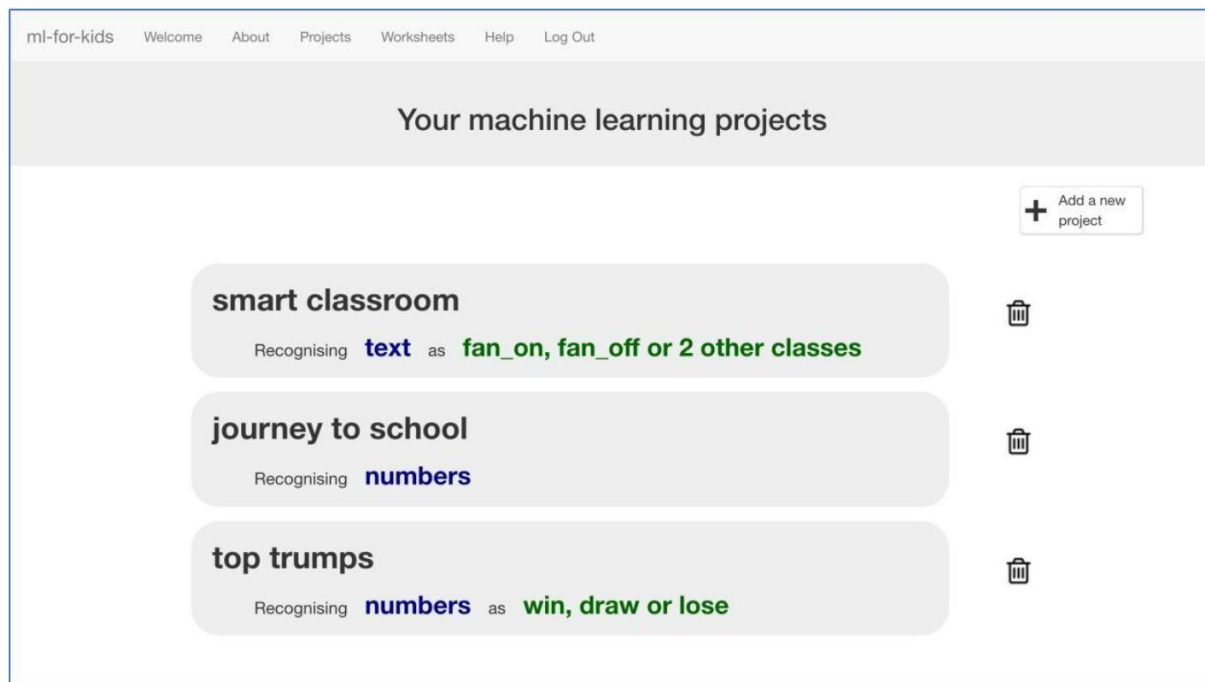 ml-for-kids Welcome About Projects Worksheets Help Log Out
Your machine learning projects
Add a new
project
smart classroom
Recognising text as fan_on, fan_off or 2 other classes
journey to school
Recognising numbers
top trumps
Recognising numbers as win, draw or lose